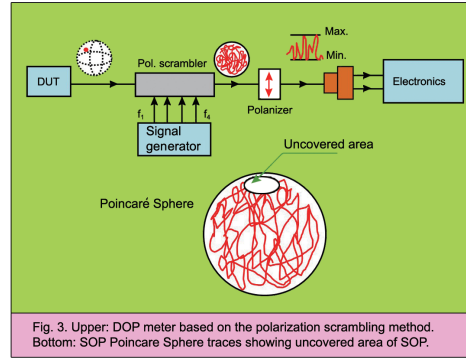 Max.
Min.
Pol. scrambler
DUT
Electronics
Polanizer
f₁
f₄
Signal
generator
Uncovered area
Poincaré Sphere
Fig. 3. Upper: DOP meter based on the polarization scrambling method.
Bottom: SOP Poincare Sphere traces showing uncovered area of SOP.